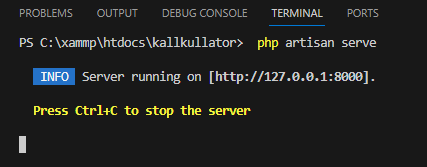 PROBLEMS OUTPUT DEBUG CONSOLE TERMINAL PORTS
PS C:\xammp\htdocs\kallkullator> php artisan serve
INFO Server running on [http://127.0.0.1:8000].
Press Ctrl+C to stop the server